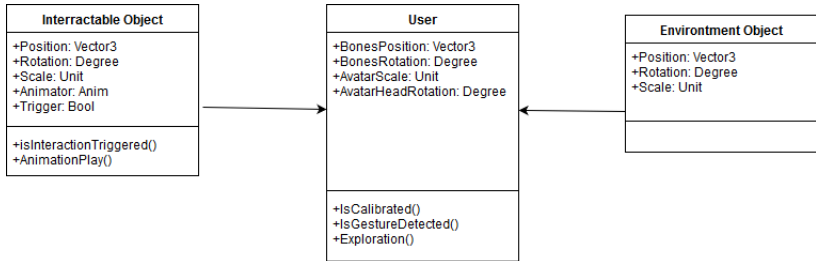 Interractable Object
+Position: Vector3
+Rotation: Degree
+Scale: Unit
+Animator: Anim
+Trigger: Bool
+isInteractionTriggered()
+AnimationPlay()
User
+BonesPosition: Vector3
+BonesRotation: Degree
+AvatarScale: Unit
+AvatarHeadRotation: Degree
+IsCalibrated()
+IsGestureDetected()
+Exploration()
Environtment Object
+Position: Vector3
+Rotation: Degree
+Scale: Unit